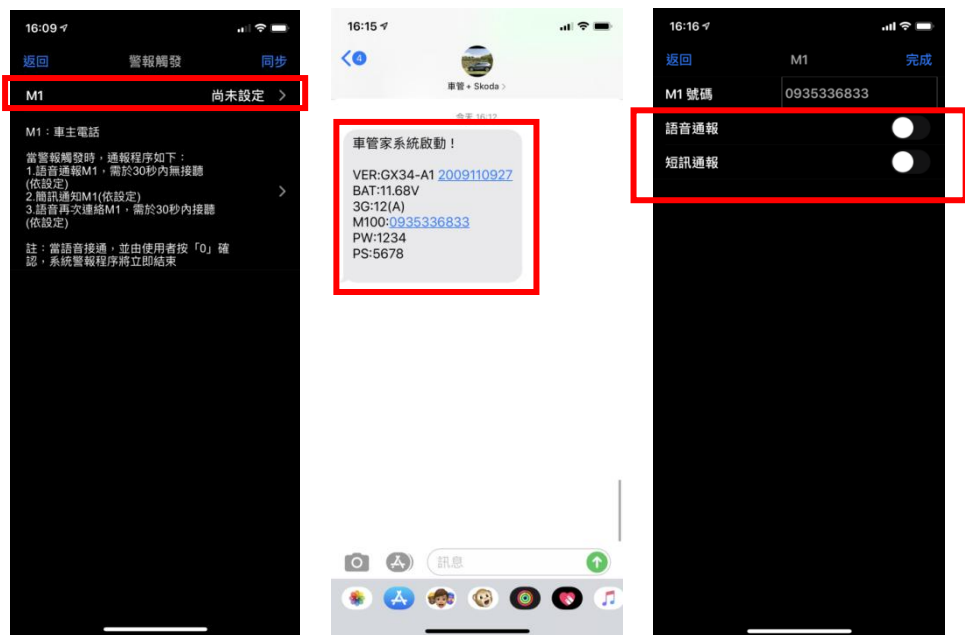 16:09
返回
警報觸發
同步
M1
尚未設定
M1：車主電話
當警報觸發時，通報程序如下：
1.語音通報M1，需於30秒內無接聽
(依設定)
2.簡訊通知M1(依設定)
3.語音再次連絡M1，需於30秒內接聽
(依設定)
註：當語音接通，並由使用者按「0」確
認，系統警報程序將立即結束
16:15
4
車管 + Skoda
今天 16:12
車管家系統啟動！
VER:GX34-A1 2009110927
BAT:11.68V
3G:12(A)
M100:0935336833
PW:1234
PS:5678
訊息
16:16
返回
M1
完成
M1 號碼
0935336833
語音通報
短訊通報